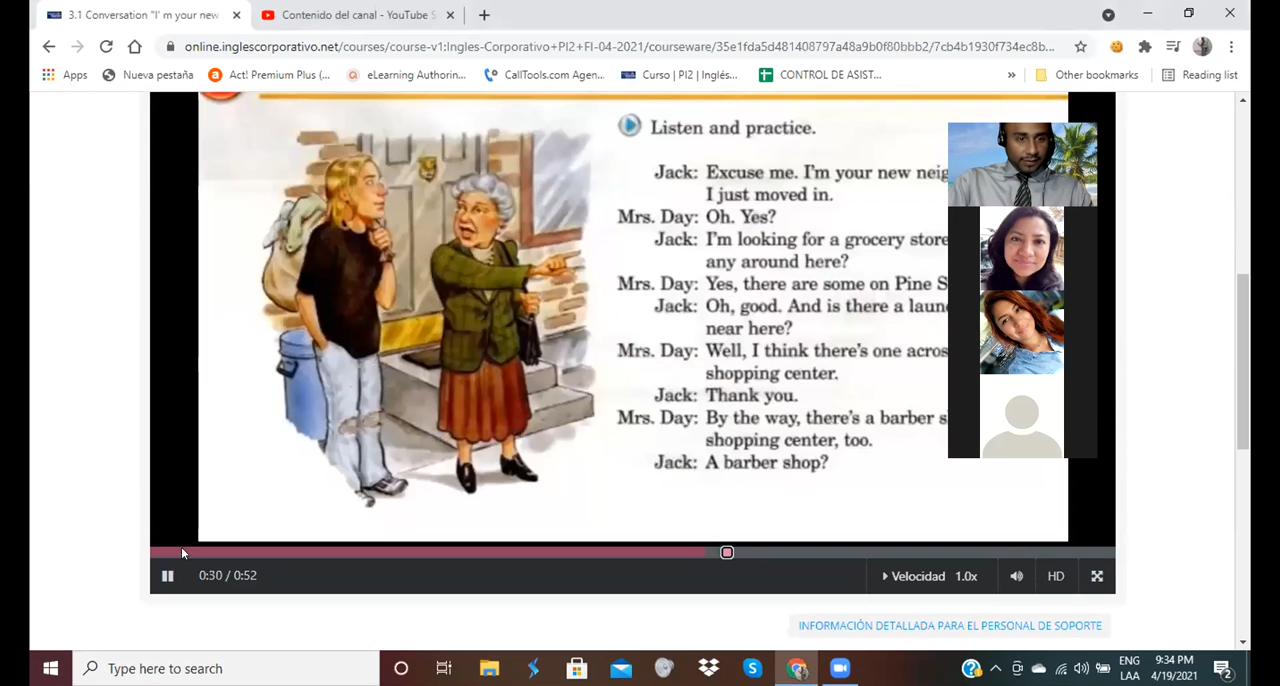 3.1 Conversation "I' m your new
Contenido del canal - YouTube S
online.inglescorporativo.net/courses/course-v1:Ingles-Corporativo+PI2+FI-04-2021/courseware/35e1fda5d481408797a48a9b0f80bbb2/7cb4b1930f734ec8b...
Apps
Nueva pestaña
Act! Premium Plus (...
eLearning Authorin...
CallTools.com Agen...
Curso | PI2 | Inglés...
CONTROL DE ASIST...
»
Other bookmarks
Reading list
Listen and practice.
Jack: Excuse me. I'm your new neig
I just moved in.
Mrs. Day: Oh. Yes?
Jack: I'm looking for a grocery store
any around here?
Mrs. Day: Yes, there are some on Pine S
Jack: Oh, good. And is there a laun
near here?
Mrs. Day: Well, I think there's one acros
shopping center.
Jack: Thank you.
Mrs. Day: By the way, there's a barber s
shopping center, too.
Jack: A barber shop?
0:30 / 0:52
Velocidad 1.0x
HD
INFORMACIÓN DETALLADA PARA EL PERSONAL DE SOPORTE
Type here to search
ENG
LAA
9:34 PM
4/19/2021
2